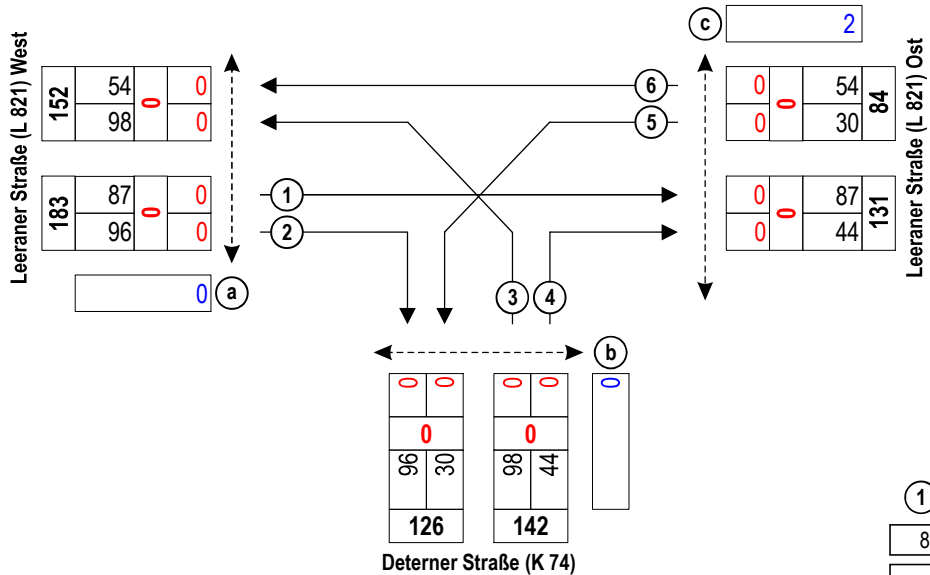 c 2
Leeraner Straße (L 821) West
152 54 0 0
98 0
6
5
0 0 54 84
0 30
Leeraner Straße (L 821) Ost
183 87 0 0
96 0
1
2
0 0 87 131
0 44
0 a
3 4
b
0 0 0 0 0
0 0
96 30 98 44
126 142
Deterner Straße (K 74)
1
8